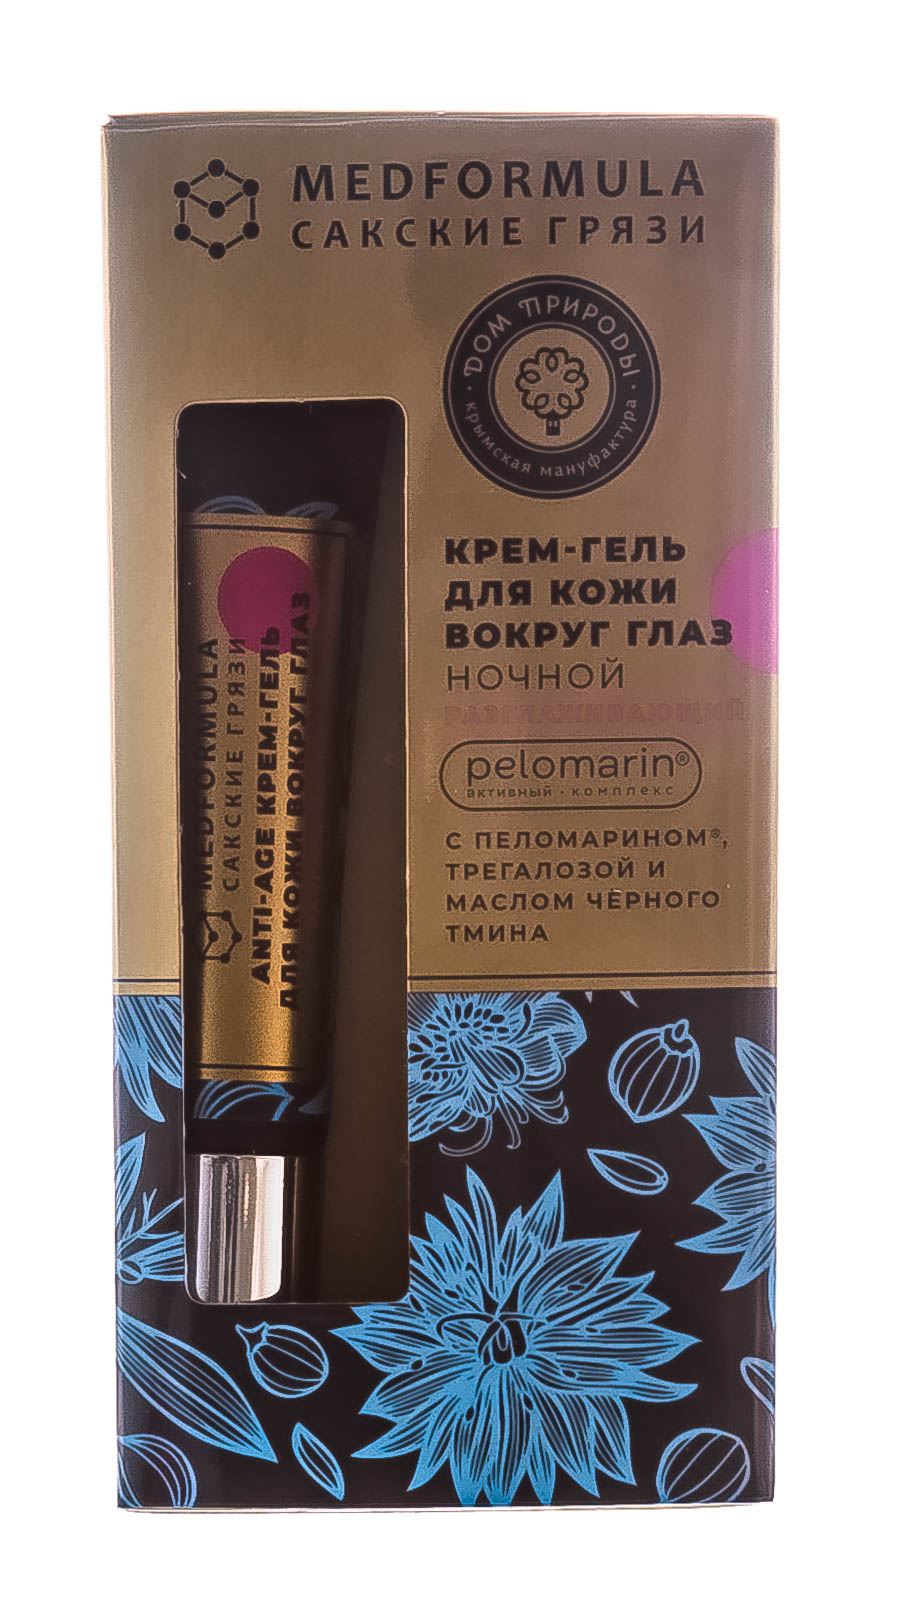 MEDFORMULA
САКСКИЕ ГРЯЗИ
ДОМ ПРИРОДЫ
• крымская мануфактура •
КРЕМ-ГЕЛЬ
ДЛЯ КОЖИ
ВОКРУГ ГЛАЗ
НОЧНОЙ
РАЗГЛАЖИВАЮЩИЙ
pelomarin®
АКТИВНЫЙ • КОМПЛЕКС
С ПЕЛОМАРИНОМ®,
ТРЕГАЛОЗОЙ И
МАСЛОМ ЧЁРНОГО
ТМИНА
MEDFORMULA
САКСКИЕ ГРЯЗИ
ANTI-AGE КРЕМ-ГЕЛЬ
ДЛЯ КОЖИ ВОКРУГ ГЛАЗ